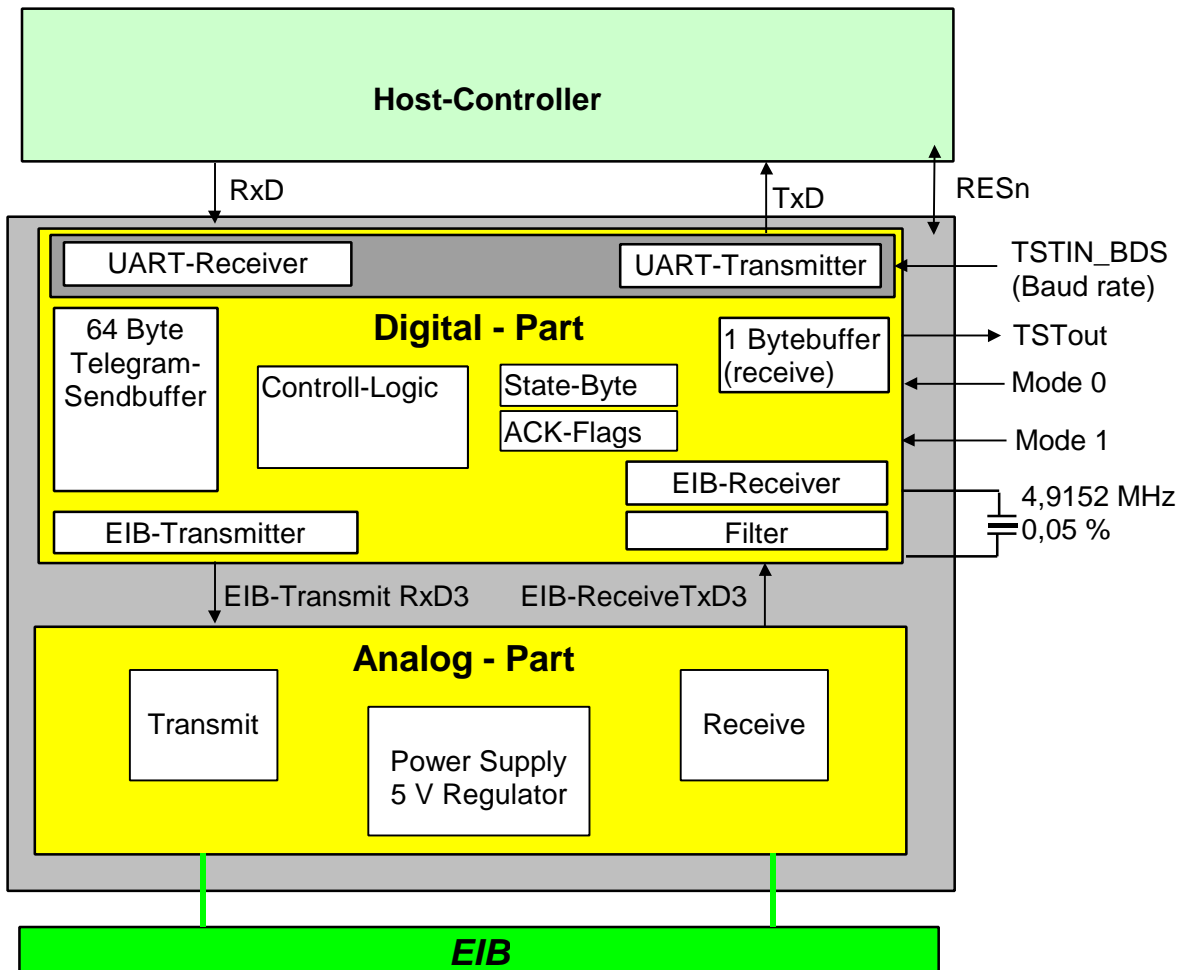 Host-Controller
RxD
TxD
RESn
UART-Receiver
UART-Transmitter
TSTIN_BDS
(Baud rate)
64 Byte
Telegram-
Sendbuffer
Digital - Part
1 Bytebuffer
(receive)
TSTout
Controll-Logic
State-Byte
Mode 0
ACK-Flags
Mode 1
EIB-Receiver
4,9152 MHz
0,05 %
EIB-Transmitter
Filter
EIB-Transmit RxD3
EIB-ReceiveTxD3
Analog - Part
Transmit
Receive
Power Supply
5 V Regulator
EIB